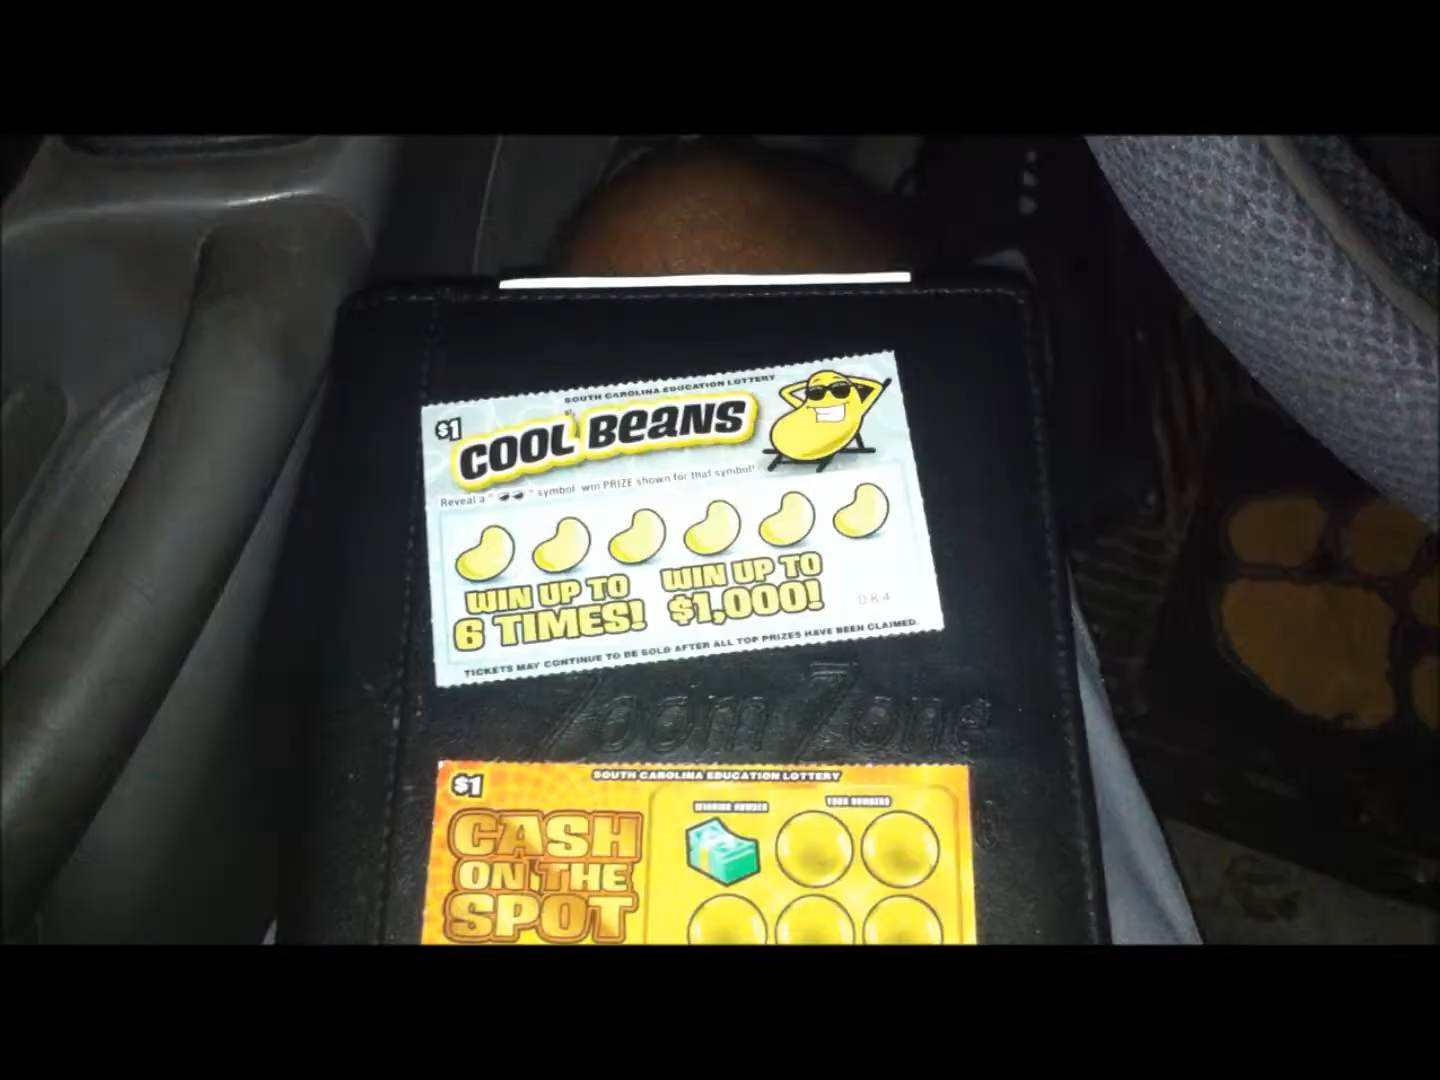 SOUTH CAROLINA EDUCATION LOTTERY
$1
COOL BEANS
Reveal a " " symbol, win PRIZE shown for that symbol!
WIN UP TO
6 TIMES!
WIN UP TO
$1,000!
084
TICKETS MAY CONTINUE TO BE SOLD AFTER ALL TOP PRIZES HAVE BEEN CLAIMED.
Zoom Zone
SOUTH CAROLINA EDUCATION LOTTERY
$1
CASH
ON THE
SPOT
WINNING NUMBER
YOUR NUMBERS